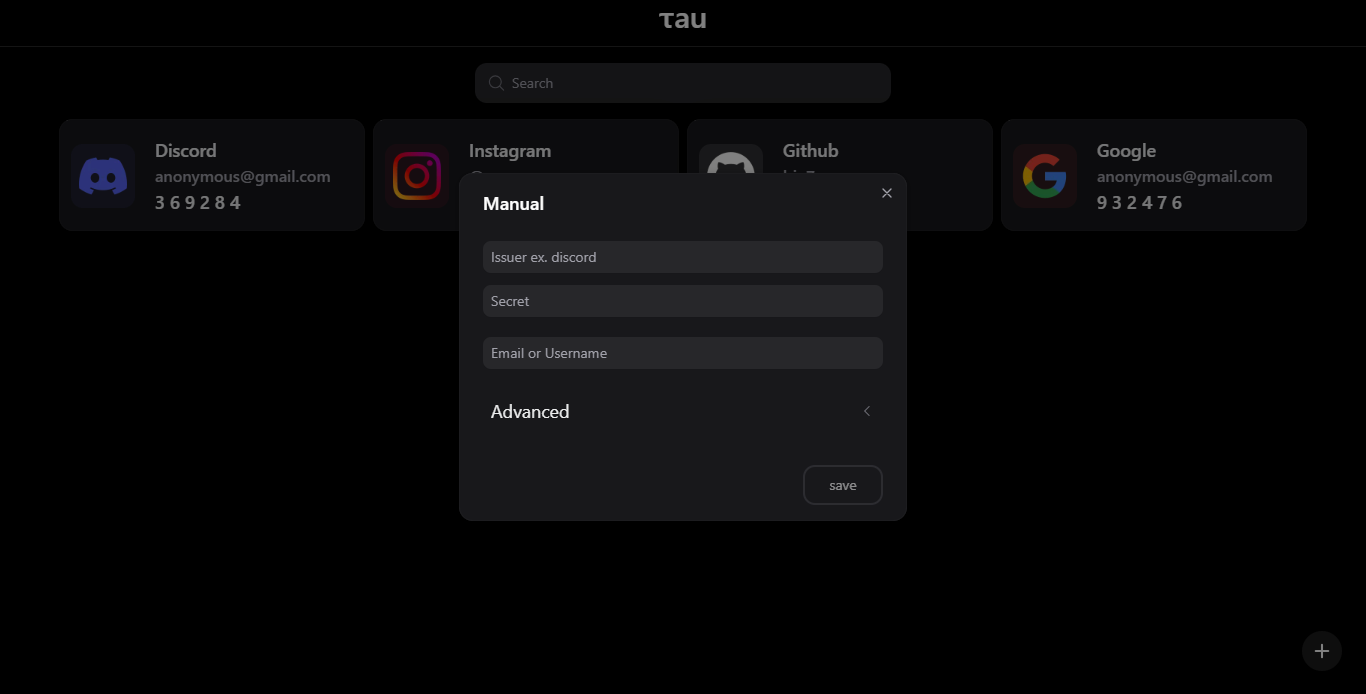 τau
Search
Discord
anonymous@gmail.com
3 6 9 2 8 4
Instagram
Github
Google
anonymous@gmail.com
9 3 2 4 7 6
Manual
Issuer ex. discord
Secret
Email or Username
Advanced
save